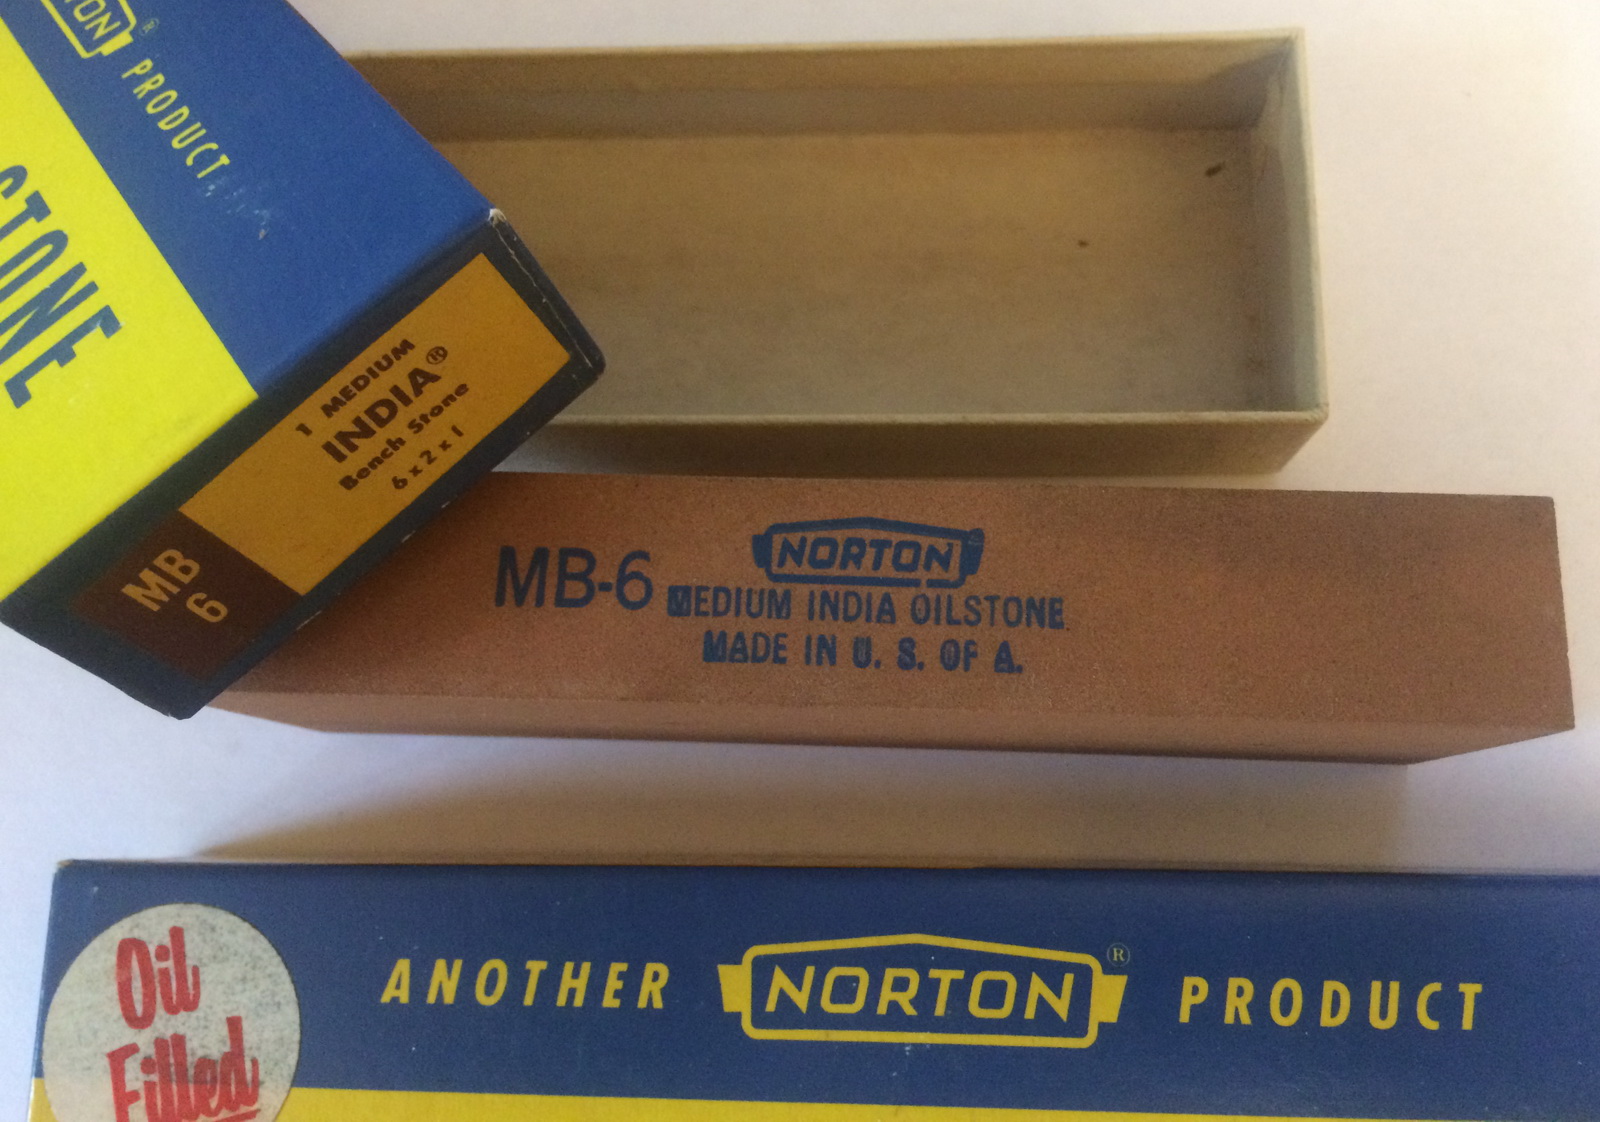 PRODUCT
1 MEDIUM
INDIA®
Bench Stone
6 x 2 x 1
MB
6
MB-6
NORTON
MEDIUM INDIA OILSTONE
MADE IN U. S. OF A.
Oil
Filled
ANOTHER NORTON® PRODUCT